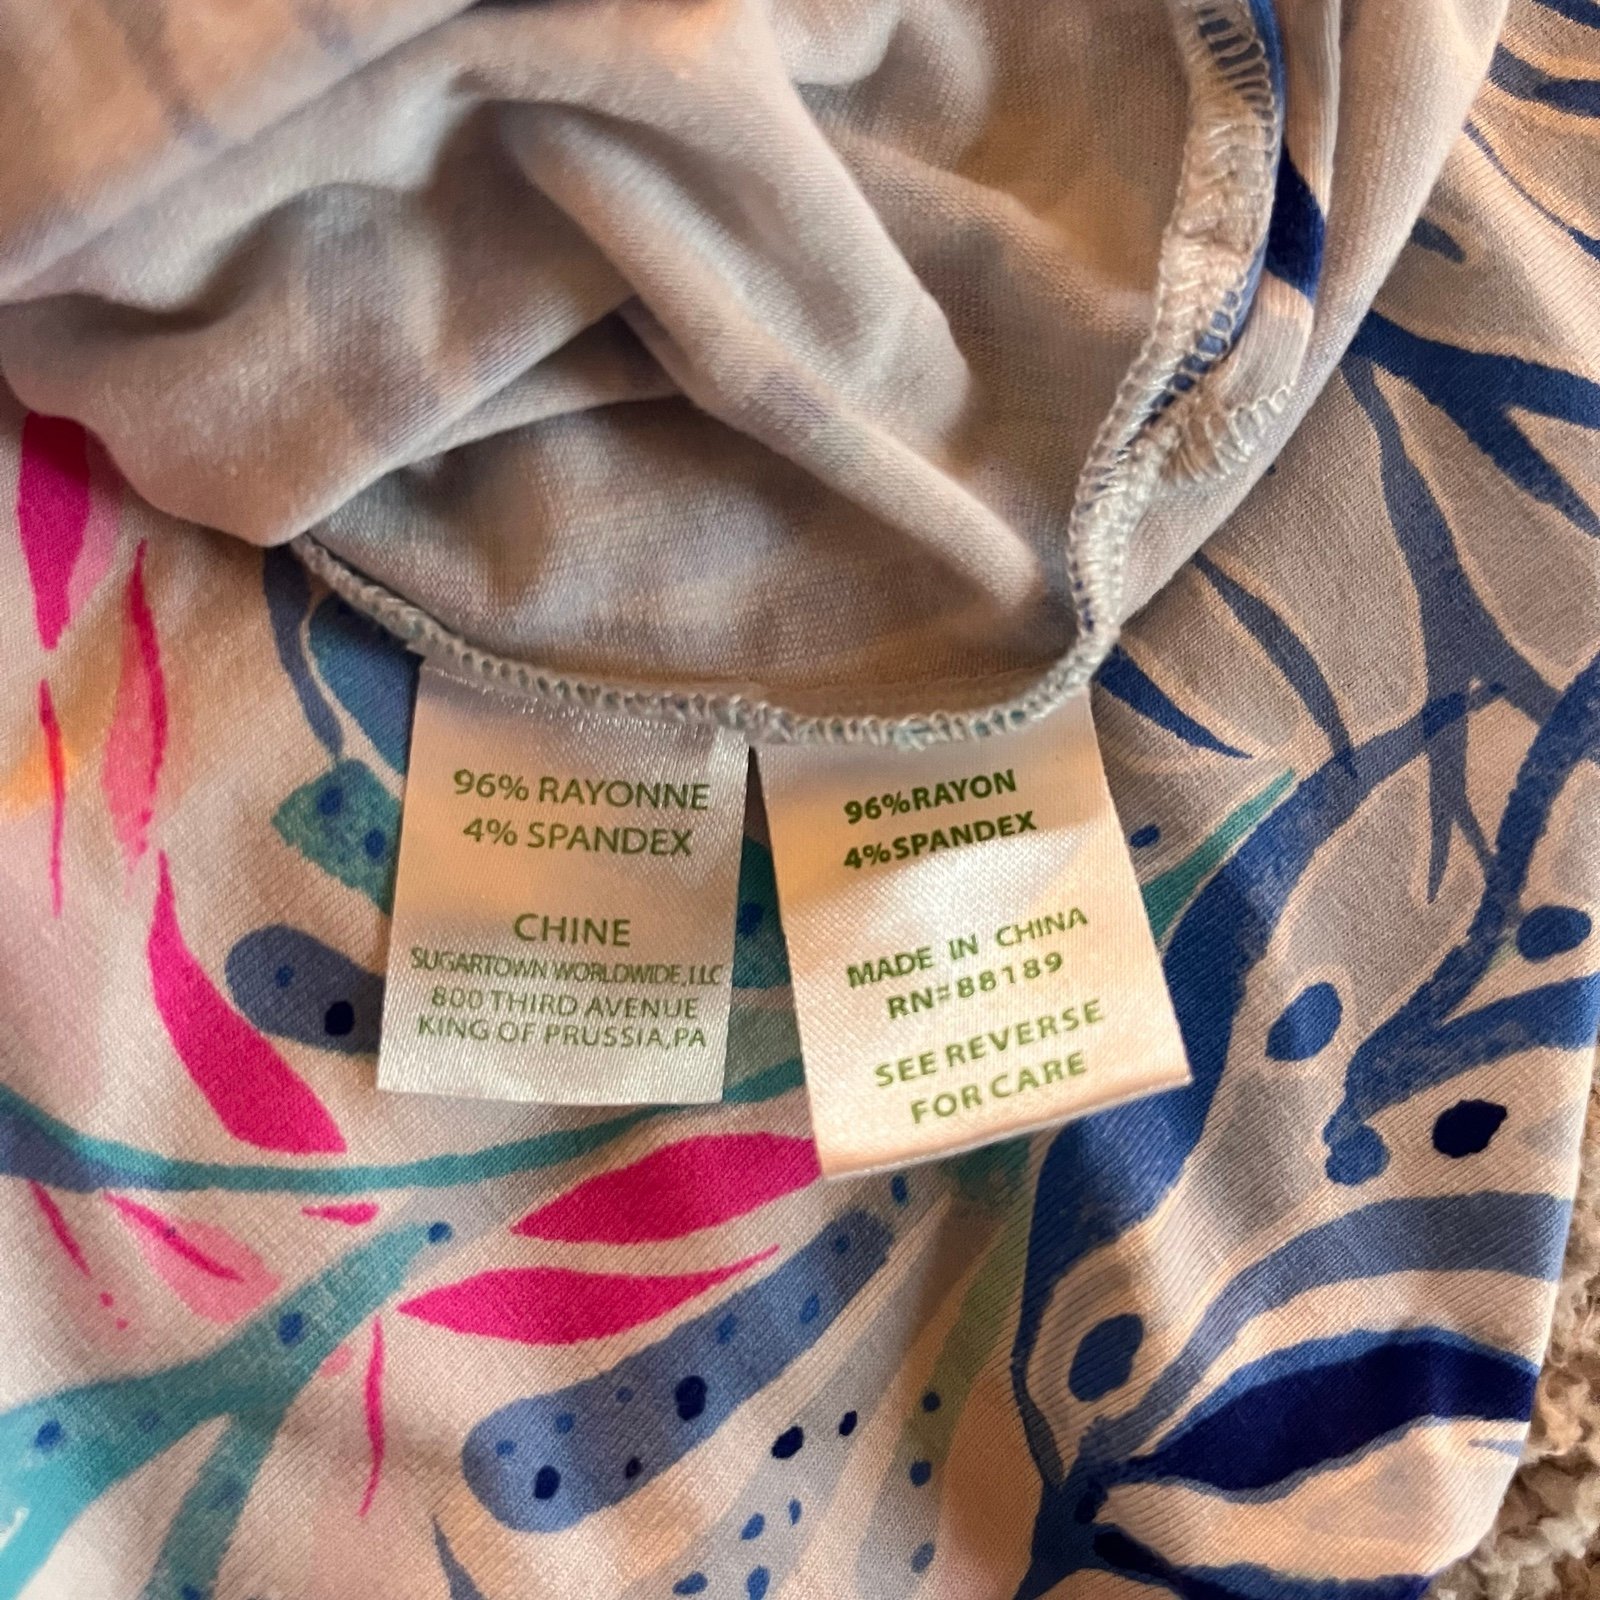 96% RAYONNE
4% SPANDEX
CHINE
SUGARTOWN WORLDWIDE, LLC
800 THIRD AVENUE
KING OF PRUSSIA, PA
96%RAYON
4%SPANDEX
MADE IN CHINA
RN#88189
SEE REVERSE
FOR CARE